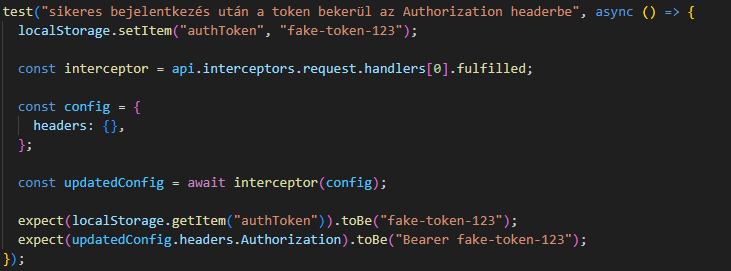 test("sikeres bejelentkezés után a token bekerül az Authorization headerbe", async () => {
  localStorage.setItem("authToken", "fake-token-123");

  const interceptor = api.interceptors.request.handlers[0].fulfilled;

  const config = {
    headers: {},
  };

  const updatedConfig = await interceptor(config);

  expect(localStorage.getItem("authToken")).toBe("fake-token-123");
  expect(updatedConfig.headers.Authorization).toBe("Bearer fake-token-123");
});